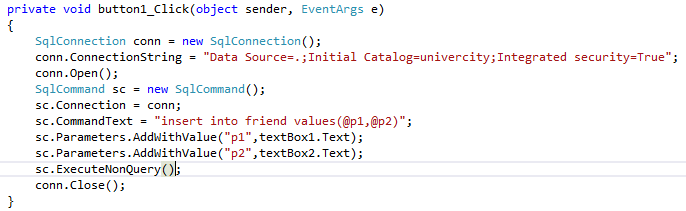 private void button1_Click(object sender, EventArgs e)
{
SqlConnection conn = new SqlConnection();
conn.ConnectionString = "Data Source=.;Initial Catalog=univercity;Integrated security=True";
conn.Open();
SqlCommand sc = new SqlCommand();
sc.Connection = conn;
sc.CommandText = "insert into friend values(@p1,@p2)";
sc.Parameters.AddWithValue("p1",textBox1.Text);
sc.Parameters.AddWithValue("p2",textBox2.Text);
sc.ExecuteNonQuery();
conn.Close();
}